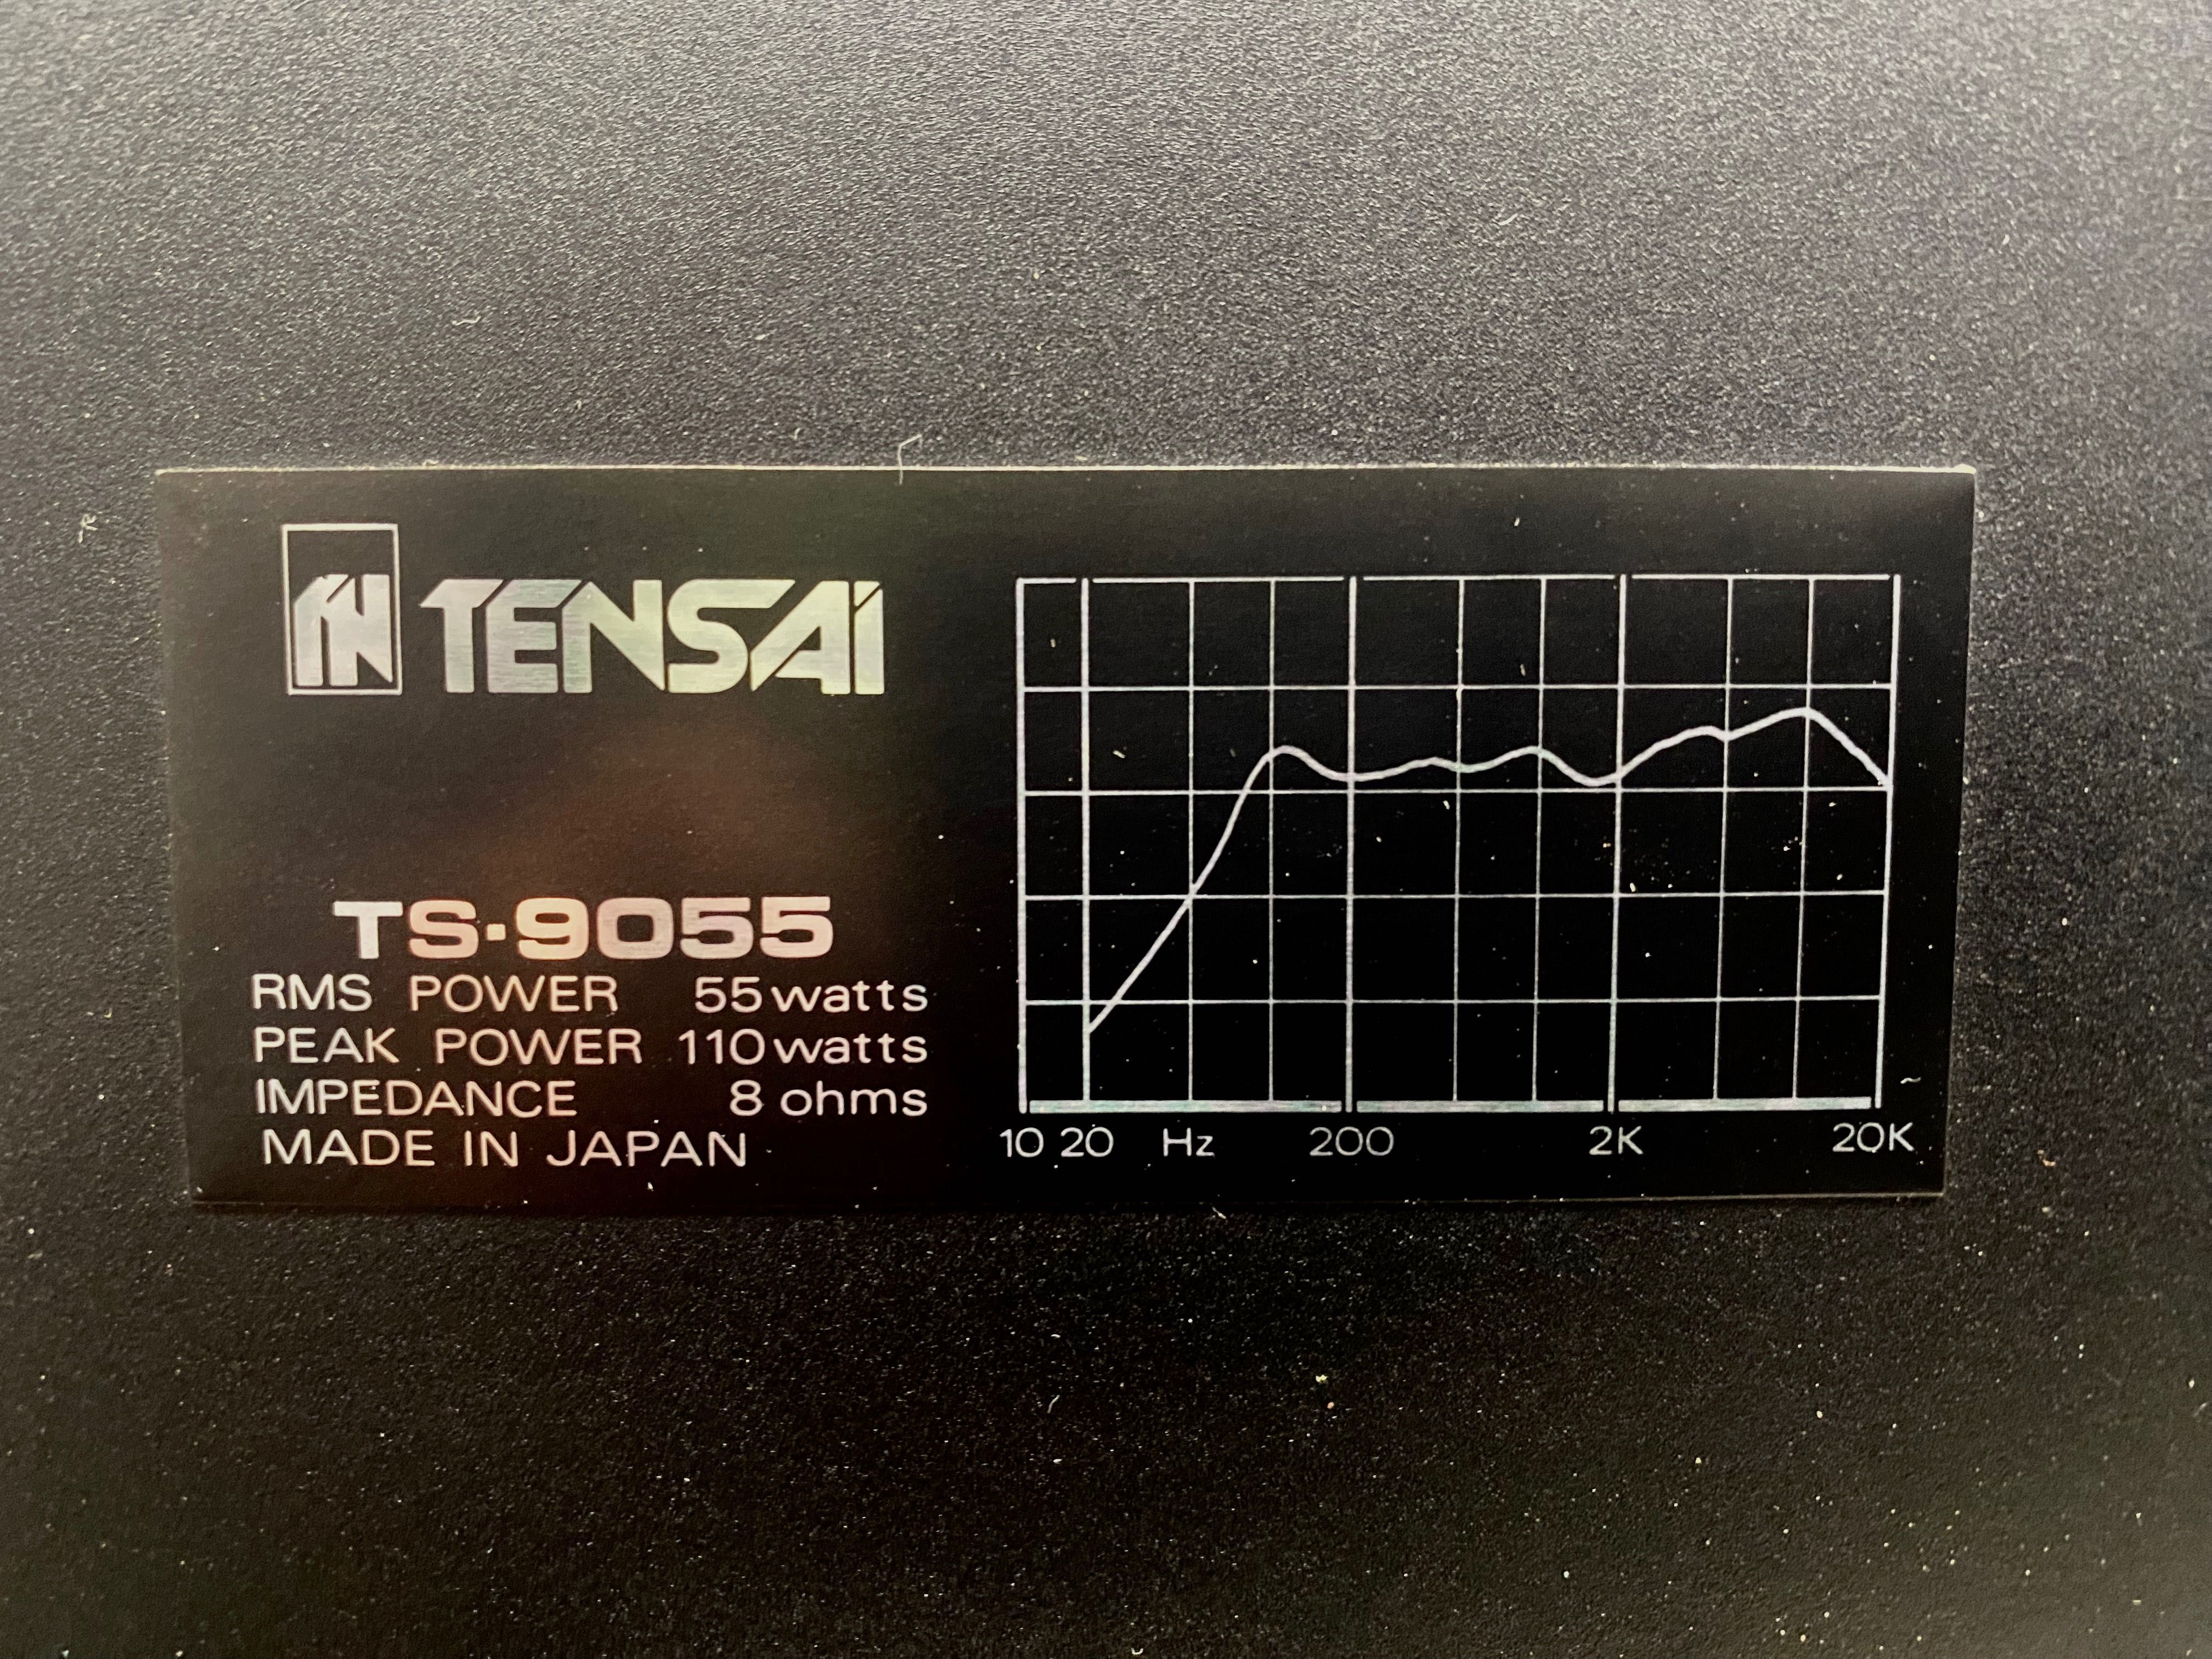 TENSAI
TS-9055
RMS POWER 55 watts
PEAK POWER 110 watts
IMPEDANCE 8 ohms
MADE IN JAPAN
10 20 Hz 200 2K 20K